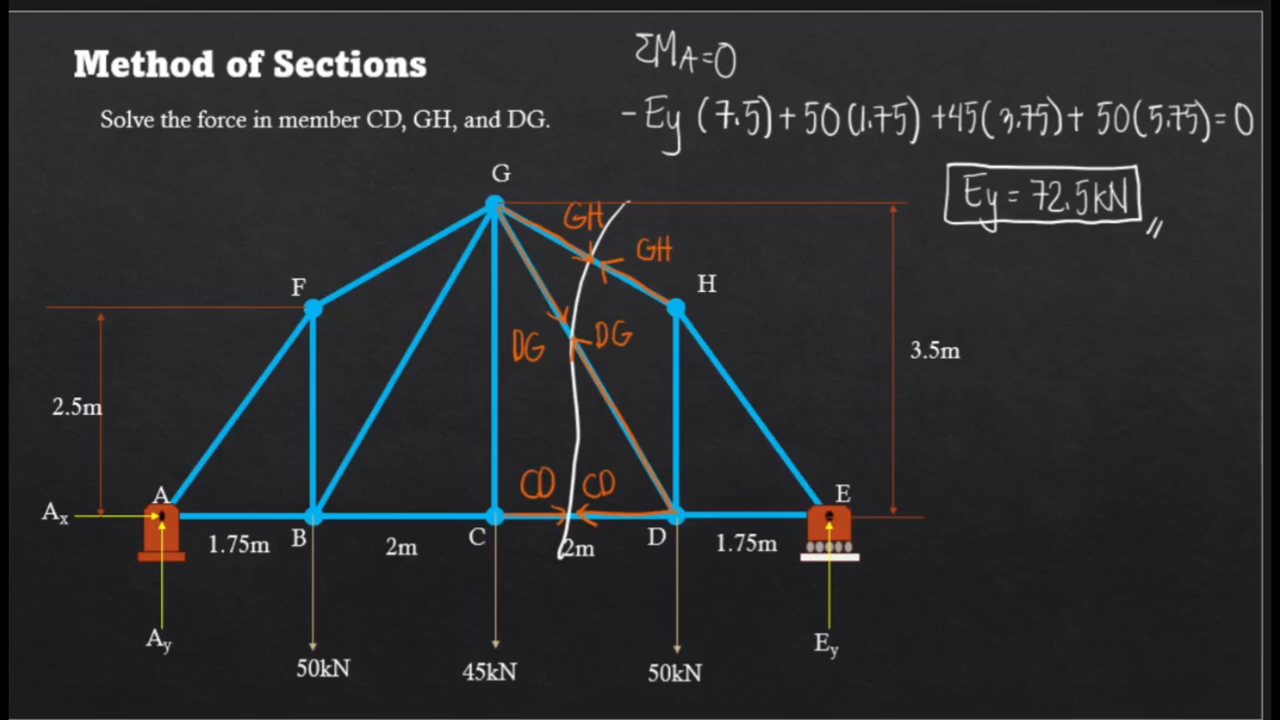 Method of Sections
ΣM_A=0
Solve the force in member CD, GH, and DG.
-Ey (7.5)+50(1.75)+45(3.75)+50(5.75)=0
G
Ey = 72.5kN
GH
GH
F
H
DG
DG
3.5m
2.5m
CD
CD
A
E
Ax
1.75m
B
2m
C
2m
D
1.75m
Ay
Ey
50kN
45kN
50kN